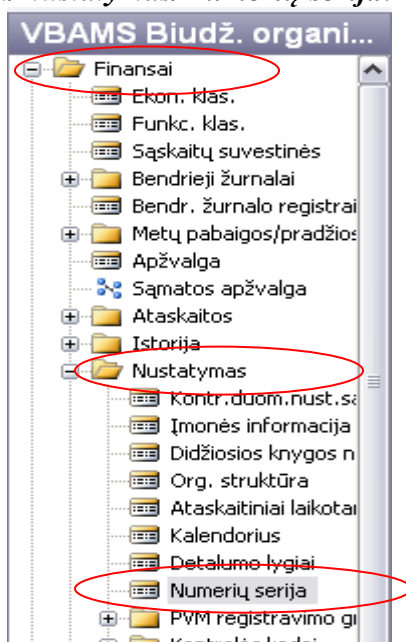 VBAMS Biudž. organi...
Finansai
Ekon. klas.
Funkc. klas.
Sąskaitų suvestinės
Bendrieji žurnalai
Bendr. žurnalo registrai
Metų pabaigos/pradžios
Apžvalga
Sąmatos apžvalga
Ataskaitos
Istorija
Nustatymas
Kontr.duom.nust.są
Įmonės informacija
Didžiosios knygos n
Org. struktūra
Ataskaitiniai laikotar
Kalendorius
Detalumo lygiai
Numerių serija
PVM registravimo gr